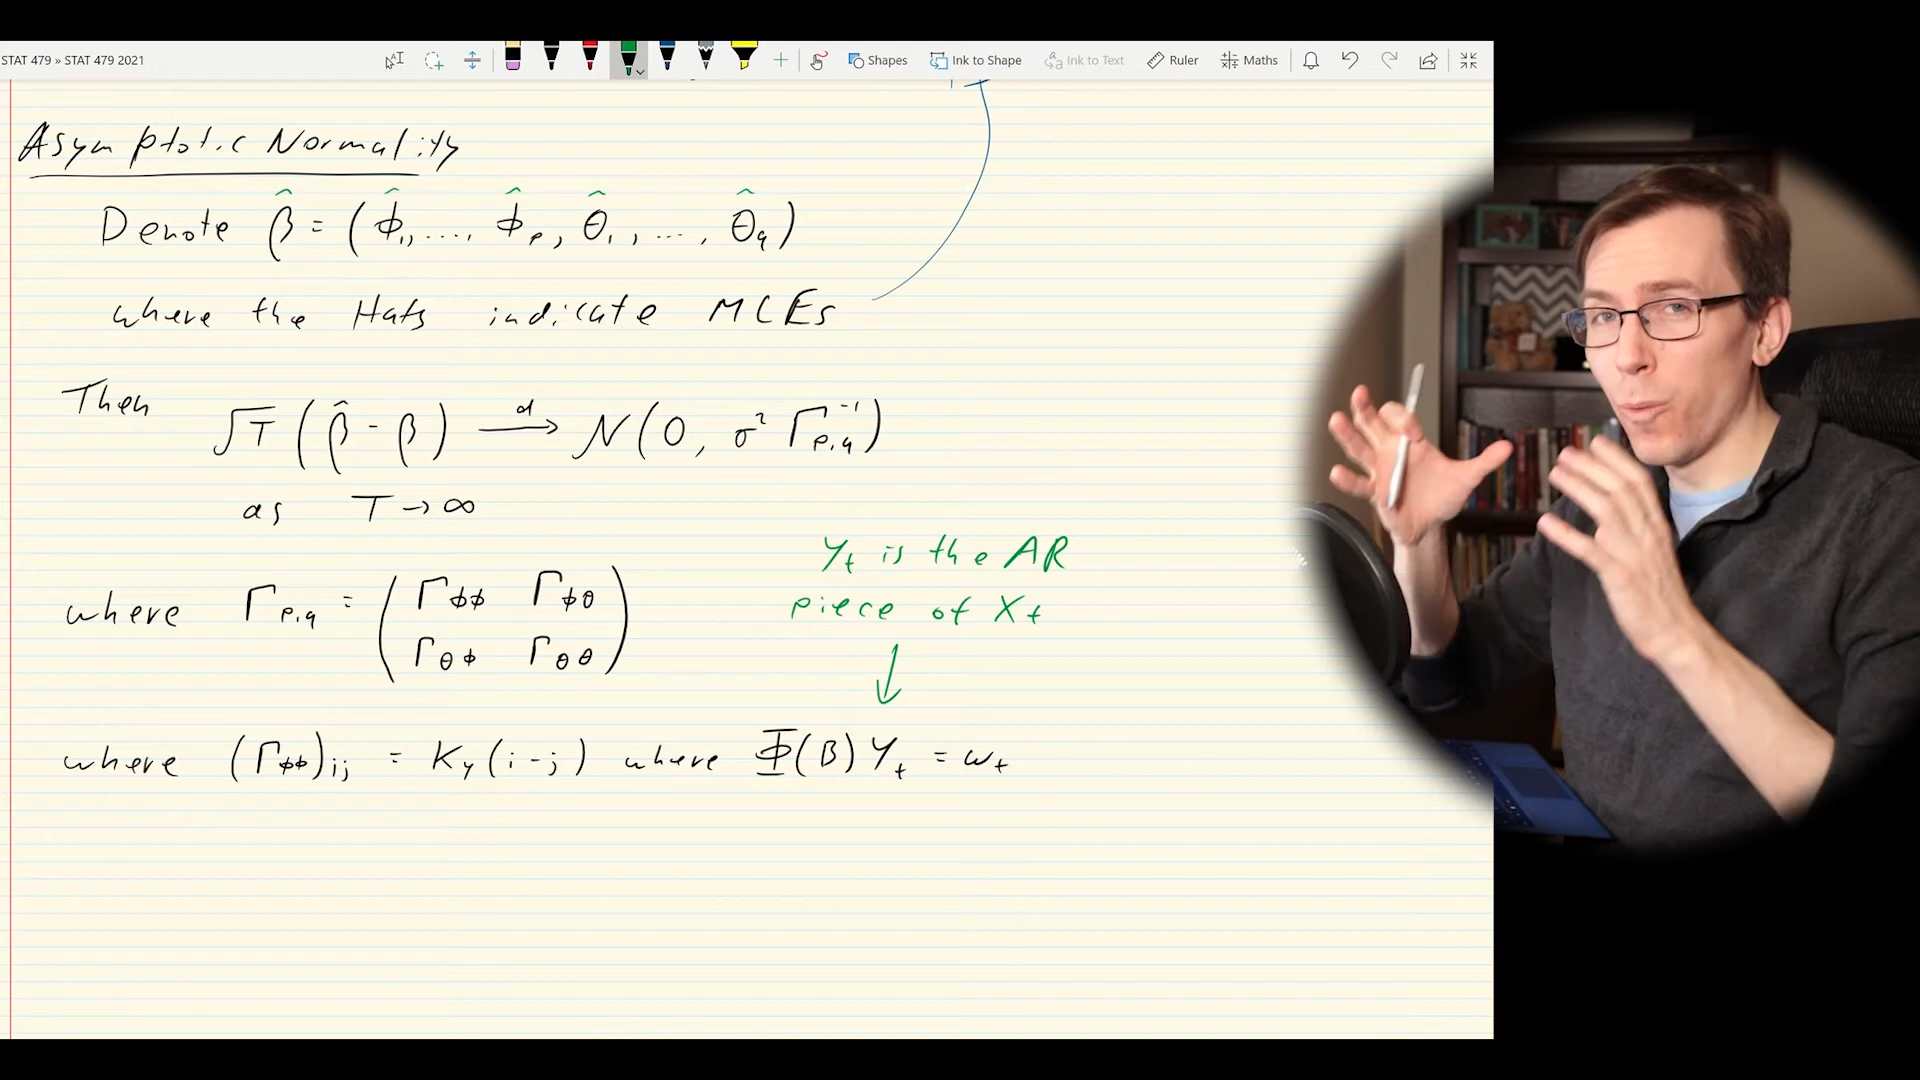 STAT 479 » STAT 479 2021
Shapes Ink to Shape Ink to Text Ruler Maths
Asymptotic Normality
Denote β̂ = (φ̂₁, ..., φ̂ₚ, θ̂₁, ..., θ̂q)
where the Hats indicate MLEs
Then √T (β̂ - β) →ᵈ N(0, σ² Γₚ,q⁻¹)
as T → ∞
where Γₚ,q = ( Γφφ Γφθ
Γθφ Γθθ )
Yₜ is the AR
piece of Xₜ
↓
where (Γφφ)ᵢⱼ = Kᵧ(i-j) where Φ(B) Yₜ = wₜ